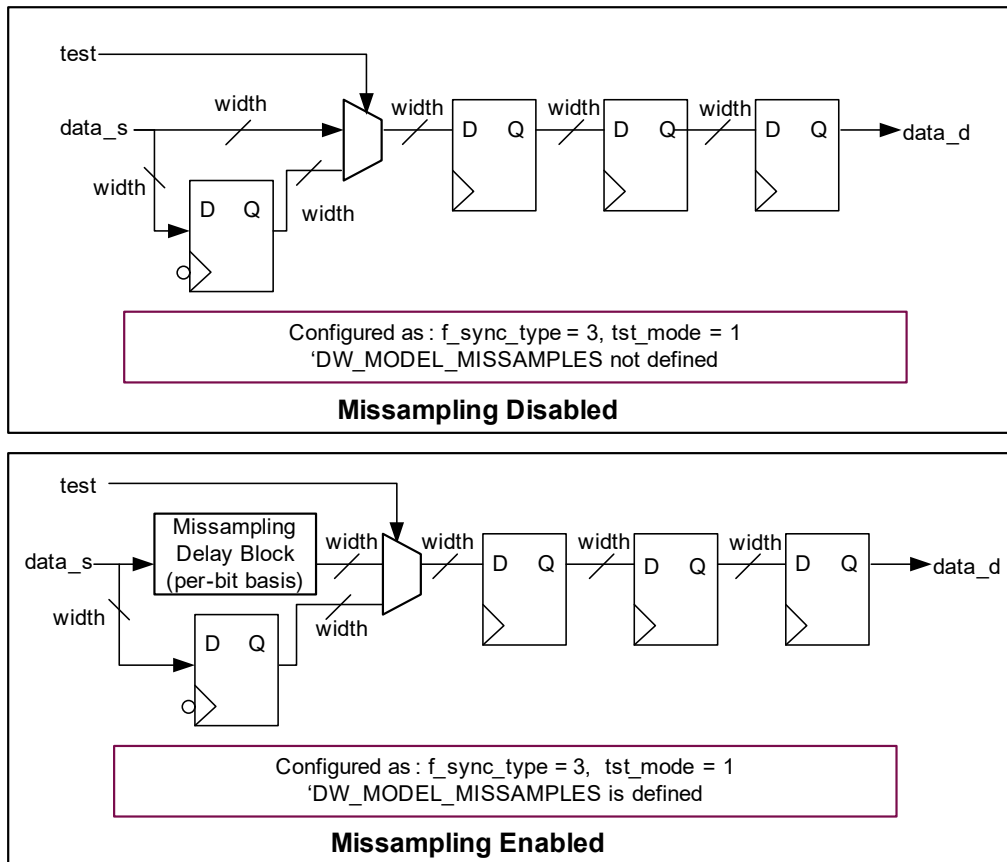 test
width
width
width
width
data_s
D Q
D Q
D Q
data_d
width
width
D Q
Configured as: f_sync_type = 3, tst_mode = 1
‘DW_MODEL_MISSAMPLES not defined
Missampling Disabled
test
Missampling
Delay Block
(per-bit basis)
width
width
width
width
data_s
D Q
D Q
D Q
data_d
width
width
D Q
Configured as: f_sync_type = 3, tst_mode = 1
‘DW_MODEL_MISSAMPLES is defined
Missampling Enabled